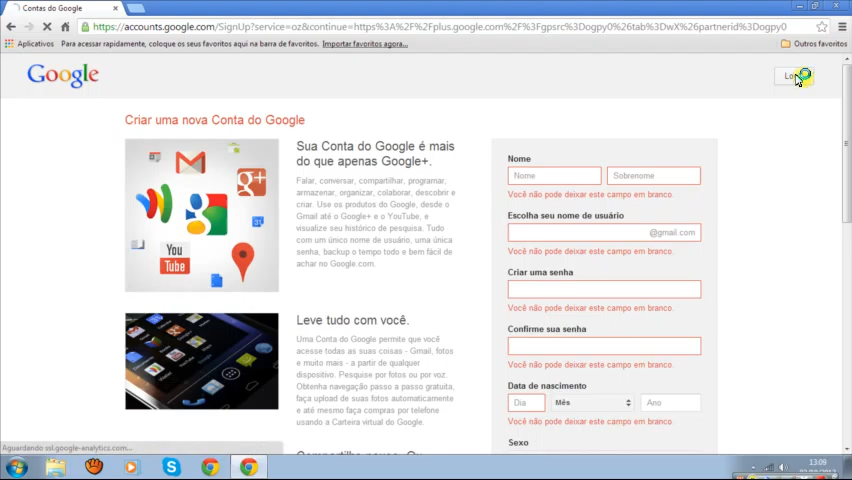 Contas do Google
https://accounts.google.com/SignUp?service=oz&continue=https%3A%2F%2Fplus.google.com%2F%3Fgpsrc%3Dogpy0%26tab%3DwX%26partnerid%3Dogpy0
Aplicativos Para acessar rapidamente, coloque os seus favoritos aqui na barra de favoritos. Importar favoritos agora... Outros favoritos
Google
Criar uma nova Conta do Google
Sua Conta do Google é mais
do que apenas Google+.
Falar, conversar, compartilhar, programar,
armazenar, organizar, colaborar, descobrir e
criar. Use os produtos do Google, desde o
Gmail até o Google+ e o YouTube, e
visualize seu histórico de pesquisa. Tudo
com um único nome de usuário, uma única
senha, backup o tempo todo e bem fácil de
achar no Google.com.
You
Tube
Leve tudo com você.
Uma Conta do Google permite que você
acesse todas as suas coisas - Gmail, fotos
e muito mais - a partir de qualquer
dispositivo. Pesquise por fotos ou por voz.
Obtenha navegação passo a passo gratuita,
faça upload de suas fotos automaticamente
e até mesmo faça compras por telefone
usando a Carteira virtual do Google.
Nome
Nome Sobrenome
Você não pode deixar este campo em branco.
Escolha seu nome de usuário
@gmail.com
Você não pode deixar este campo em branco.
Criar uma senha
Você não pode deixar este campo em branco.
Confirme sua senha
Você não pode deixar este campo em branco.
Data de nascimento
Dia Mês Ano
Você não pode deixar este campo em branco.
Sexo
Aguardando ssl.google-analytics.com...
13:09